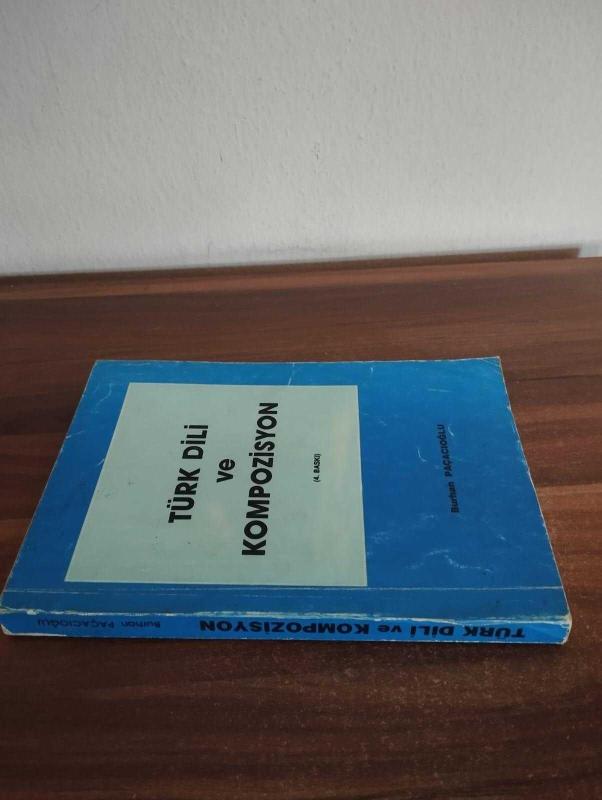 TÜRK DİLİ
ve
KOMPOZİSYON
(4. BASKI)
Burhan PAÇACIOĞLU
TÜRK DİLİ ve KOMPOZİSYON
Burhan PAÇACIOĞLU